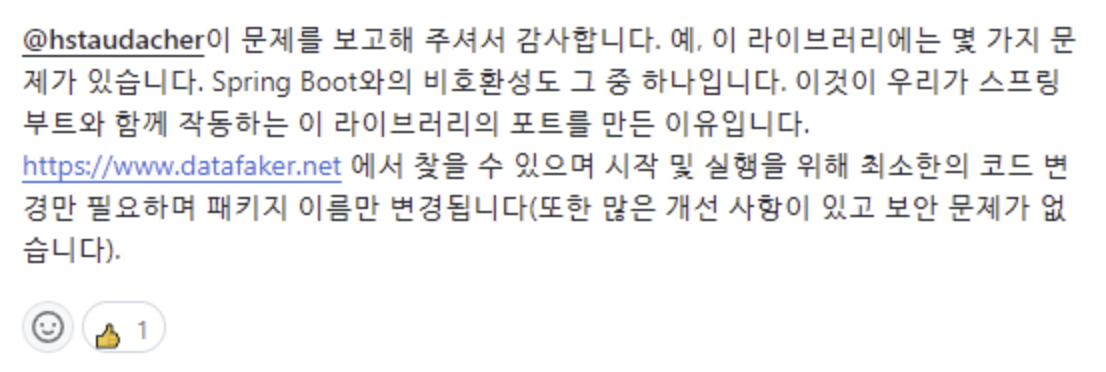 @hstaudacher이 문제를 보고해 주셔서 감사합니다. 예, 이 라이브러리에는 몇 가지 문
제가 있습니다. Spring Boot와의 비호환성도 그 중 하나입니다. 이것이 우리가 스프링
부트와 함께 작동하는 이 라이브러리의 포트를 만든 이유입니다.
https://www.datafaker.net 에서 찾을 수 있으며 시작 및 실행을 위해 최소한의 코드 변
경만 필요하며 패키지 이름만 변경됩니다(또한 많은 개선 사항이 있고 보안 문제가 없
습니다).
1